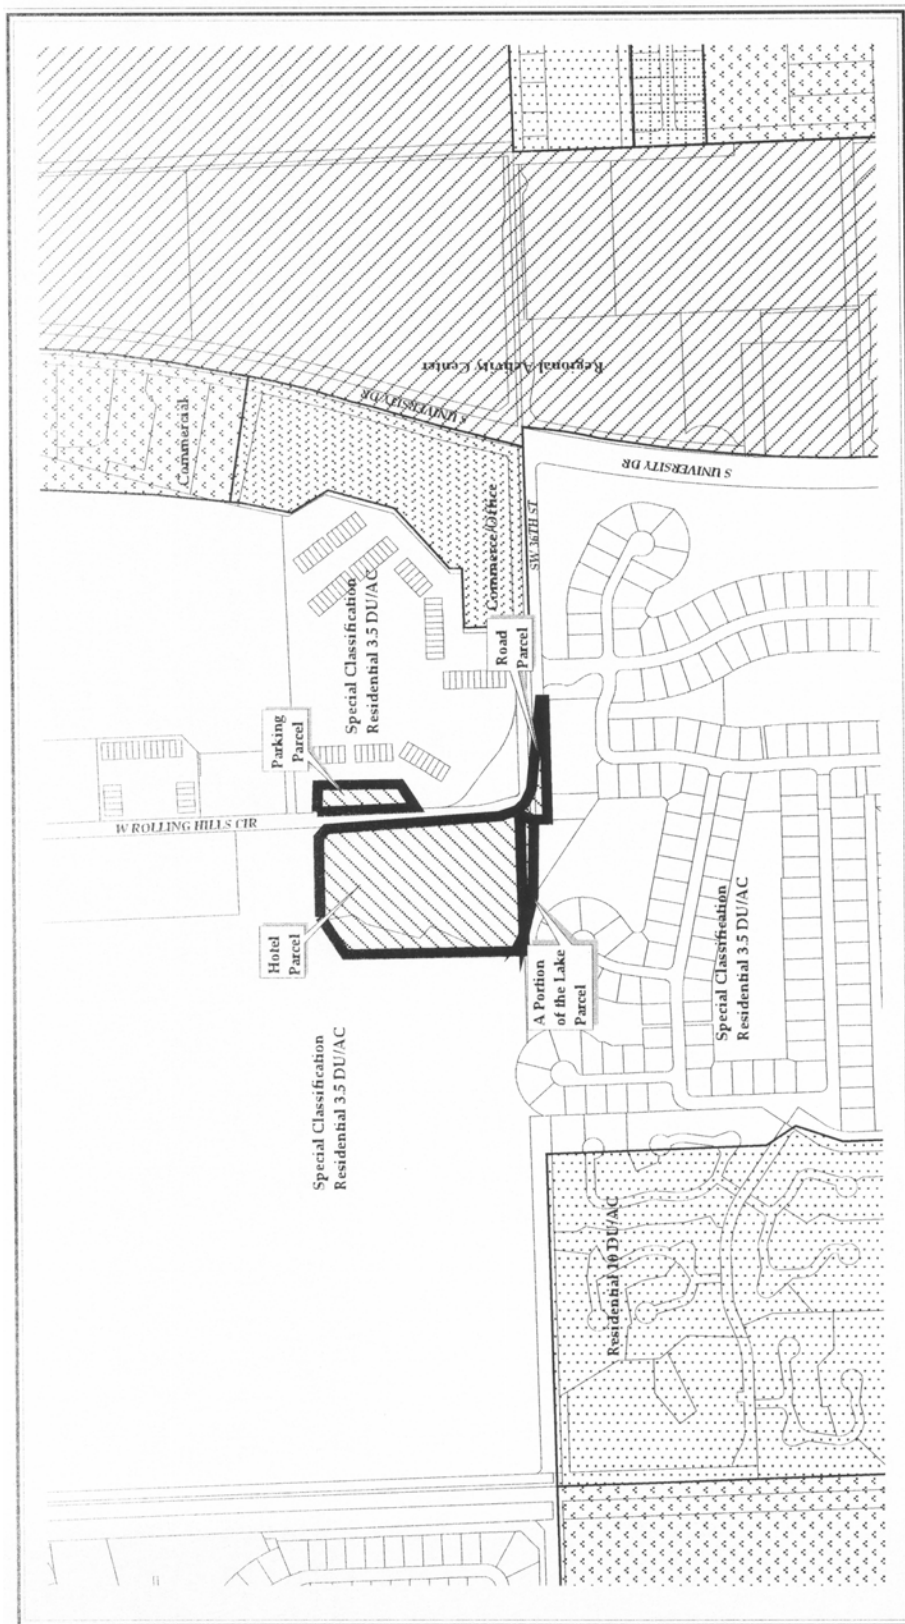 Regional Activity Center
S UNIVERSITY DR
Commercial
S UNIVERSITY DR
SW 36TH ST
Commerce/Office
Special Classification
Residential 3.5 DU/AC
Road
Parcel
Parking
Parcel
W ROLLING HILLS CIR
Hotel
Parcel
A Portion
of the Lake
Parcel
Special Classification
Residential 3.5 DU/AC
Special Classification
Residential 3.5 DU/AC
Residential 10 DU/AC